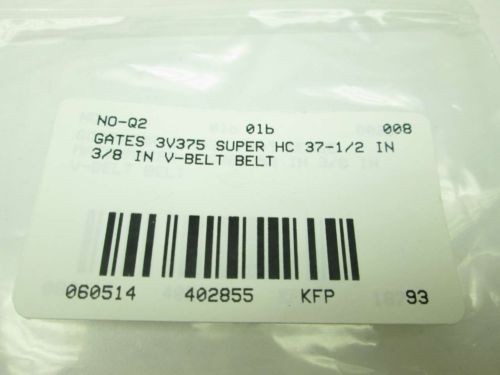 NO-Q2 01b 008
GATES 3V375 SUPER HC 37-1/2 IN
3/8 IN V-BELT BELT
060514 402855 KFP 93